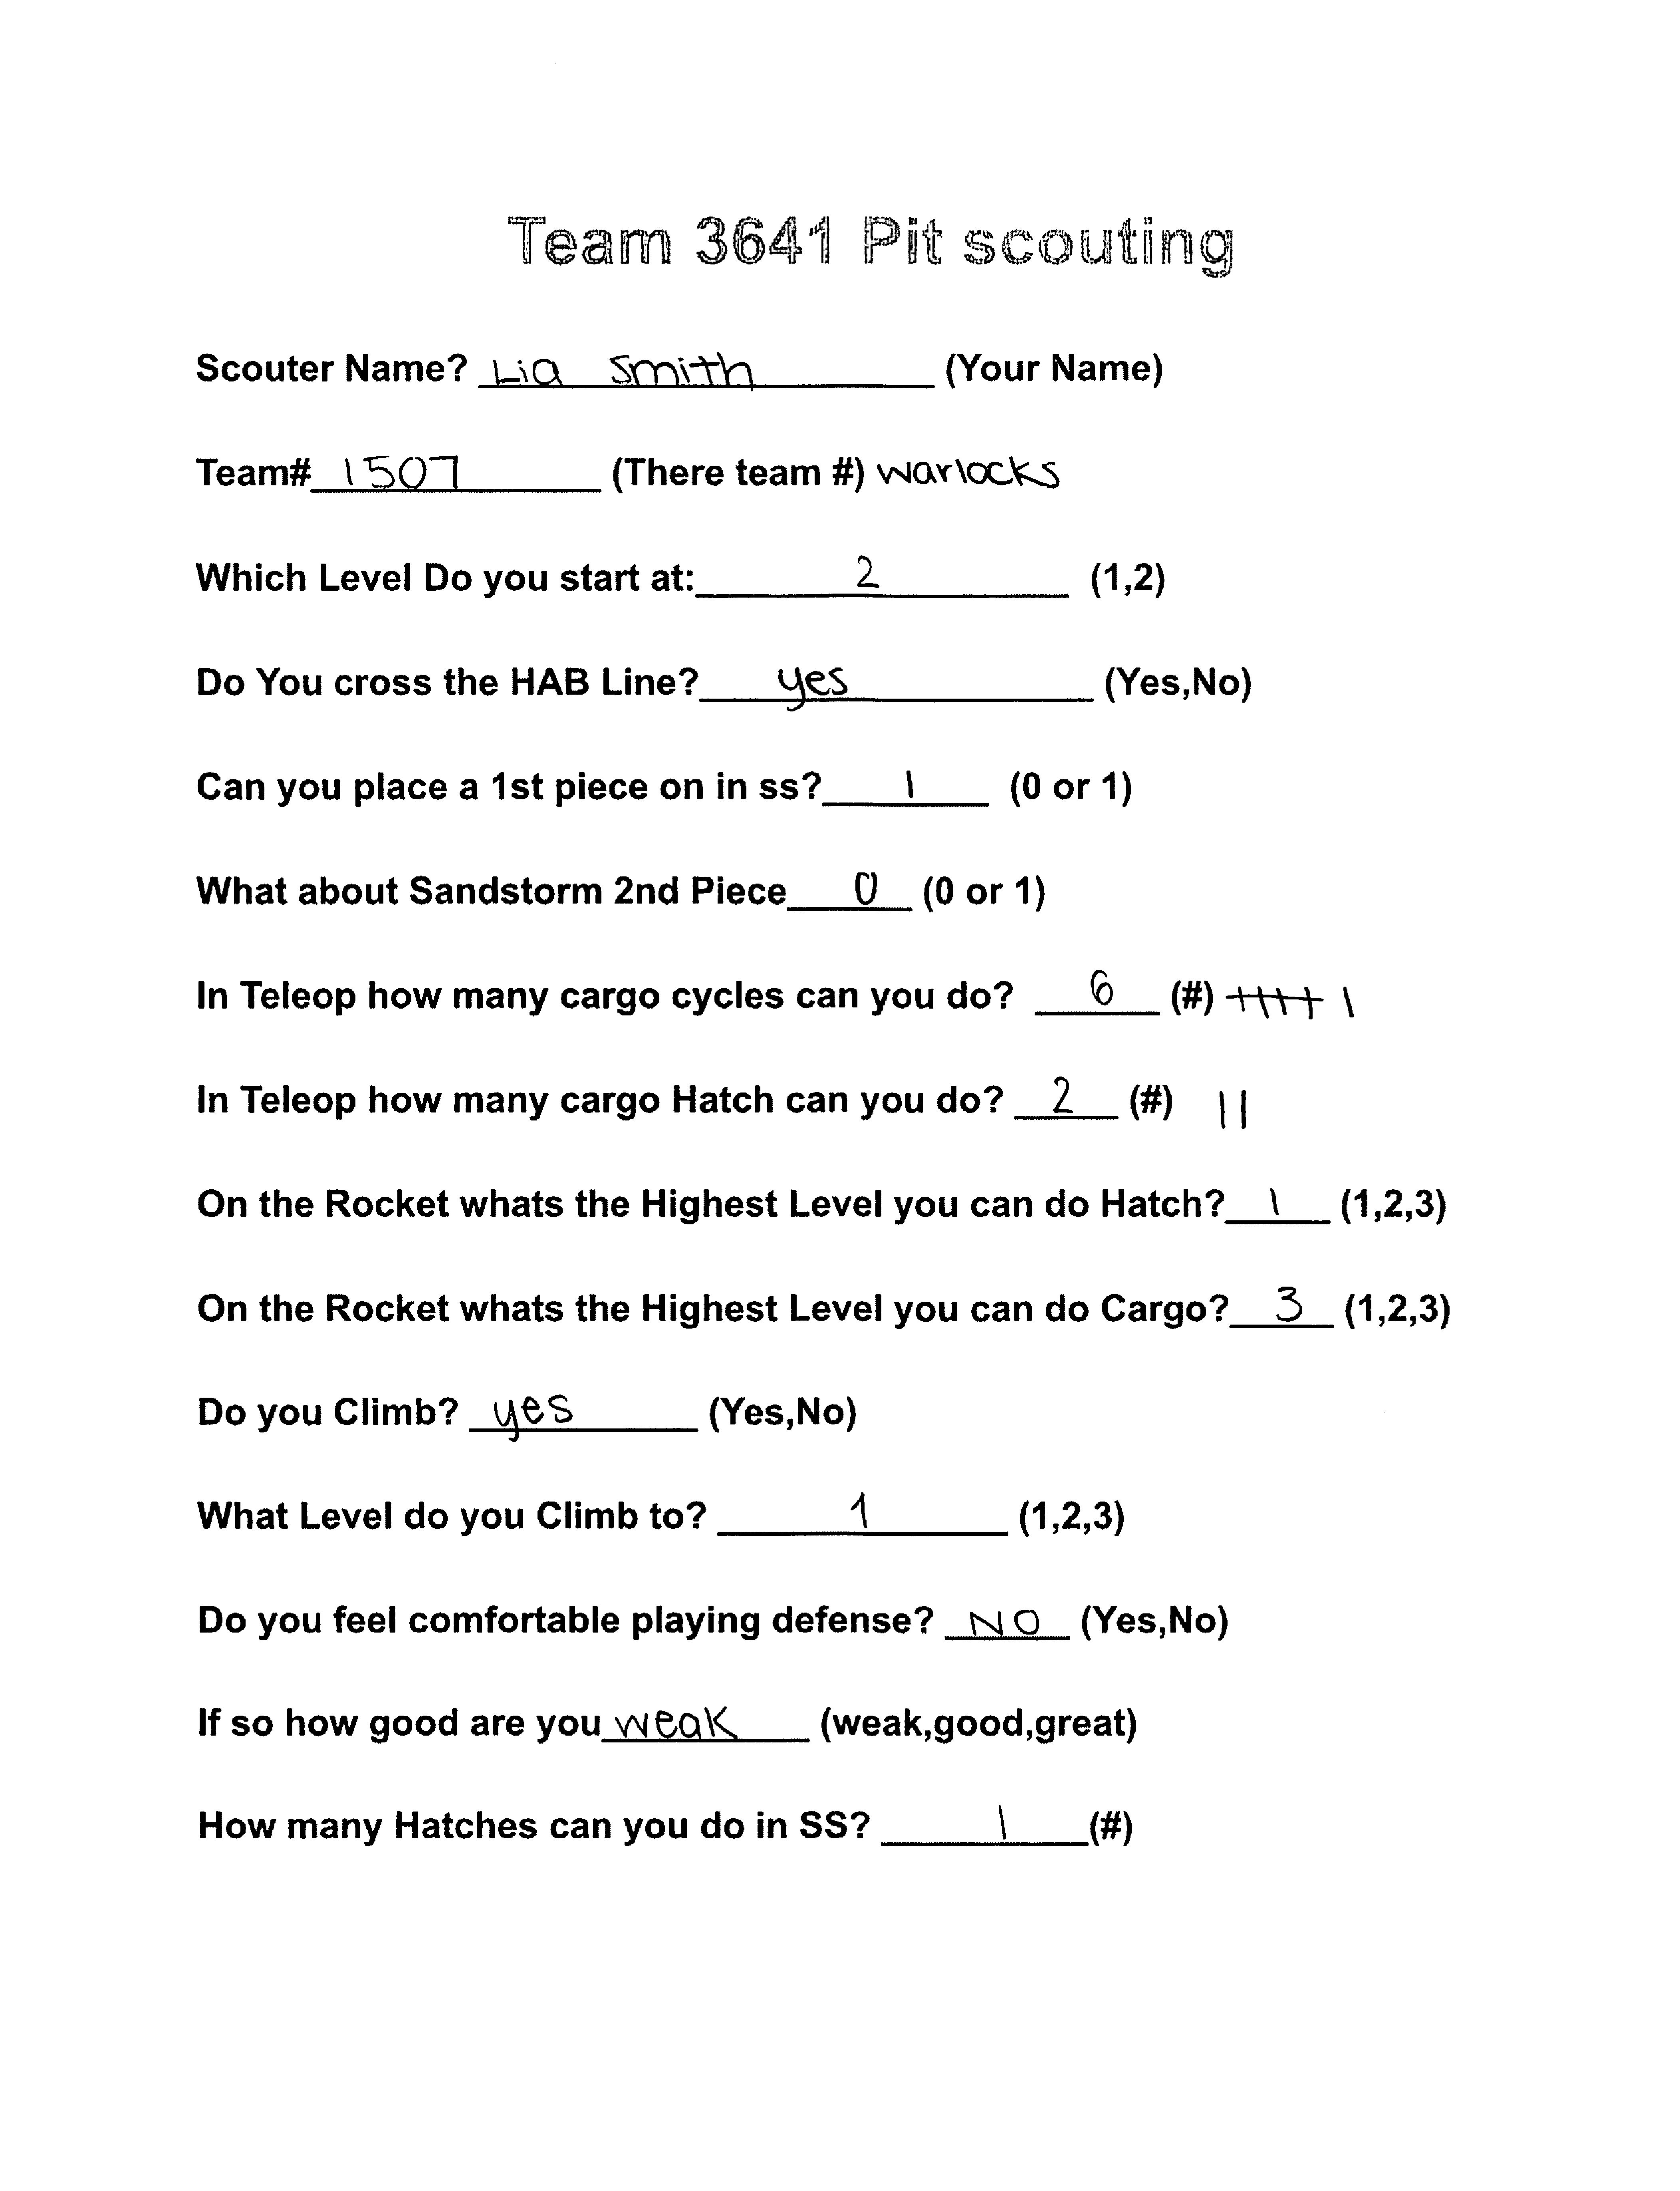 Team 3641 Pit scouting
Scouter Name? Lia Smith (Your Name)
Team# 1507 (There team #) warlocks
Which Level Do you start at: 2 (1,2)
Do You cross the HAB Line? yes (Yes,No)
Can you place a 1st piece on in ss? 1 (0 or 1)
What about Sandstorm 2nd Piece 0 (0 or 1)
In Teleop how many cargo cycles can you do? 6 (#) 卌 I
In Teleop how many cargo Hatch can you do? 2 (#) II
On the Rocket whats the Highest Level you can do Hatch? 1 (1,2,3)
On the Rocket whats the Highest Level you can do Cargo? 3 (1,2,3)
Do you Climb? yes (Yes,No)
What Level do you Climb to? 1 (1,2,3)
Do you feel comfortable playing defense? NO (Yes,No)
If so how good are you weak (weak,good,great)
How many Hatches can you do in SS? 1 (#)